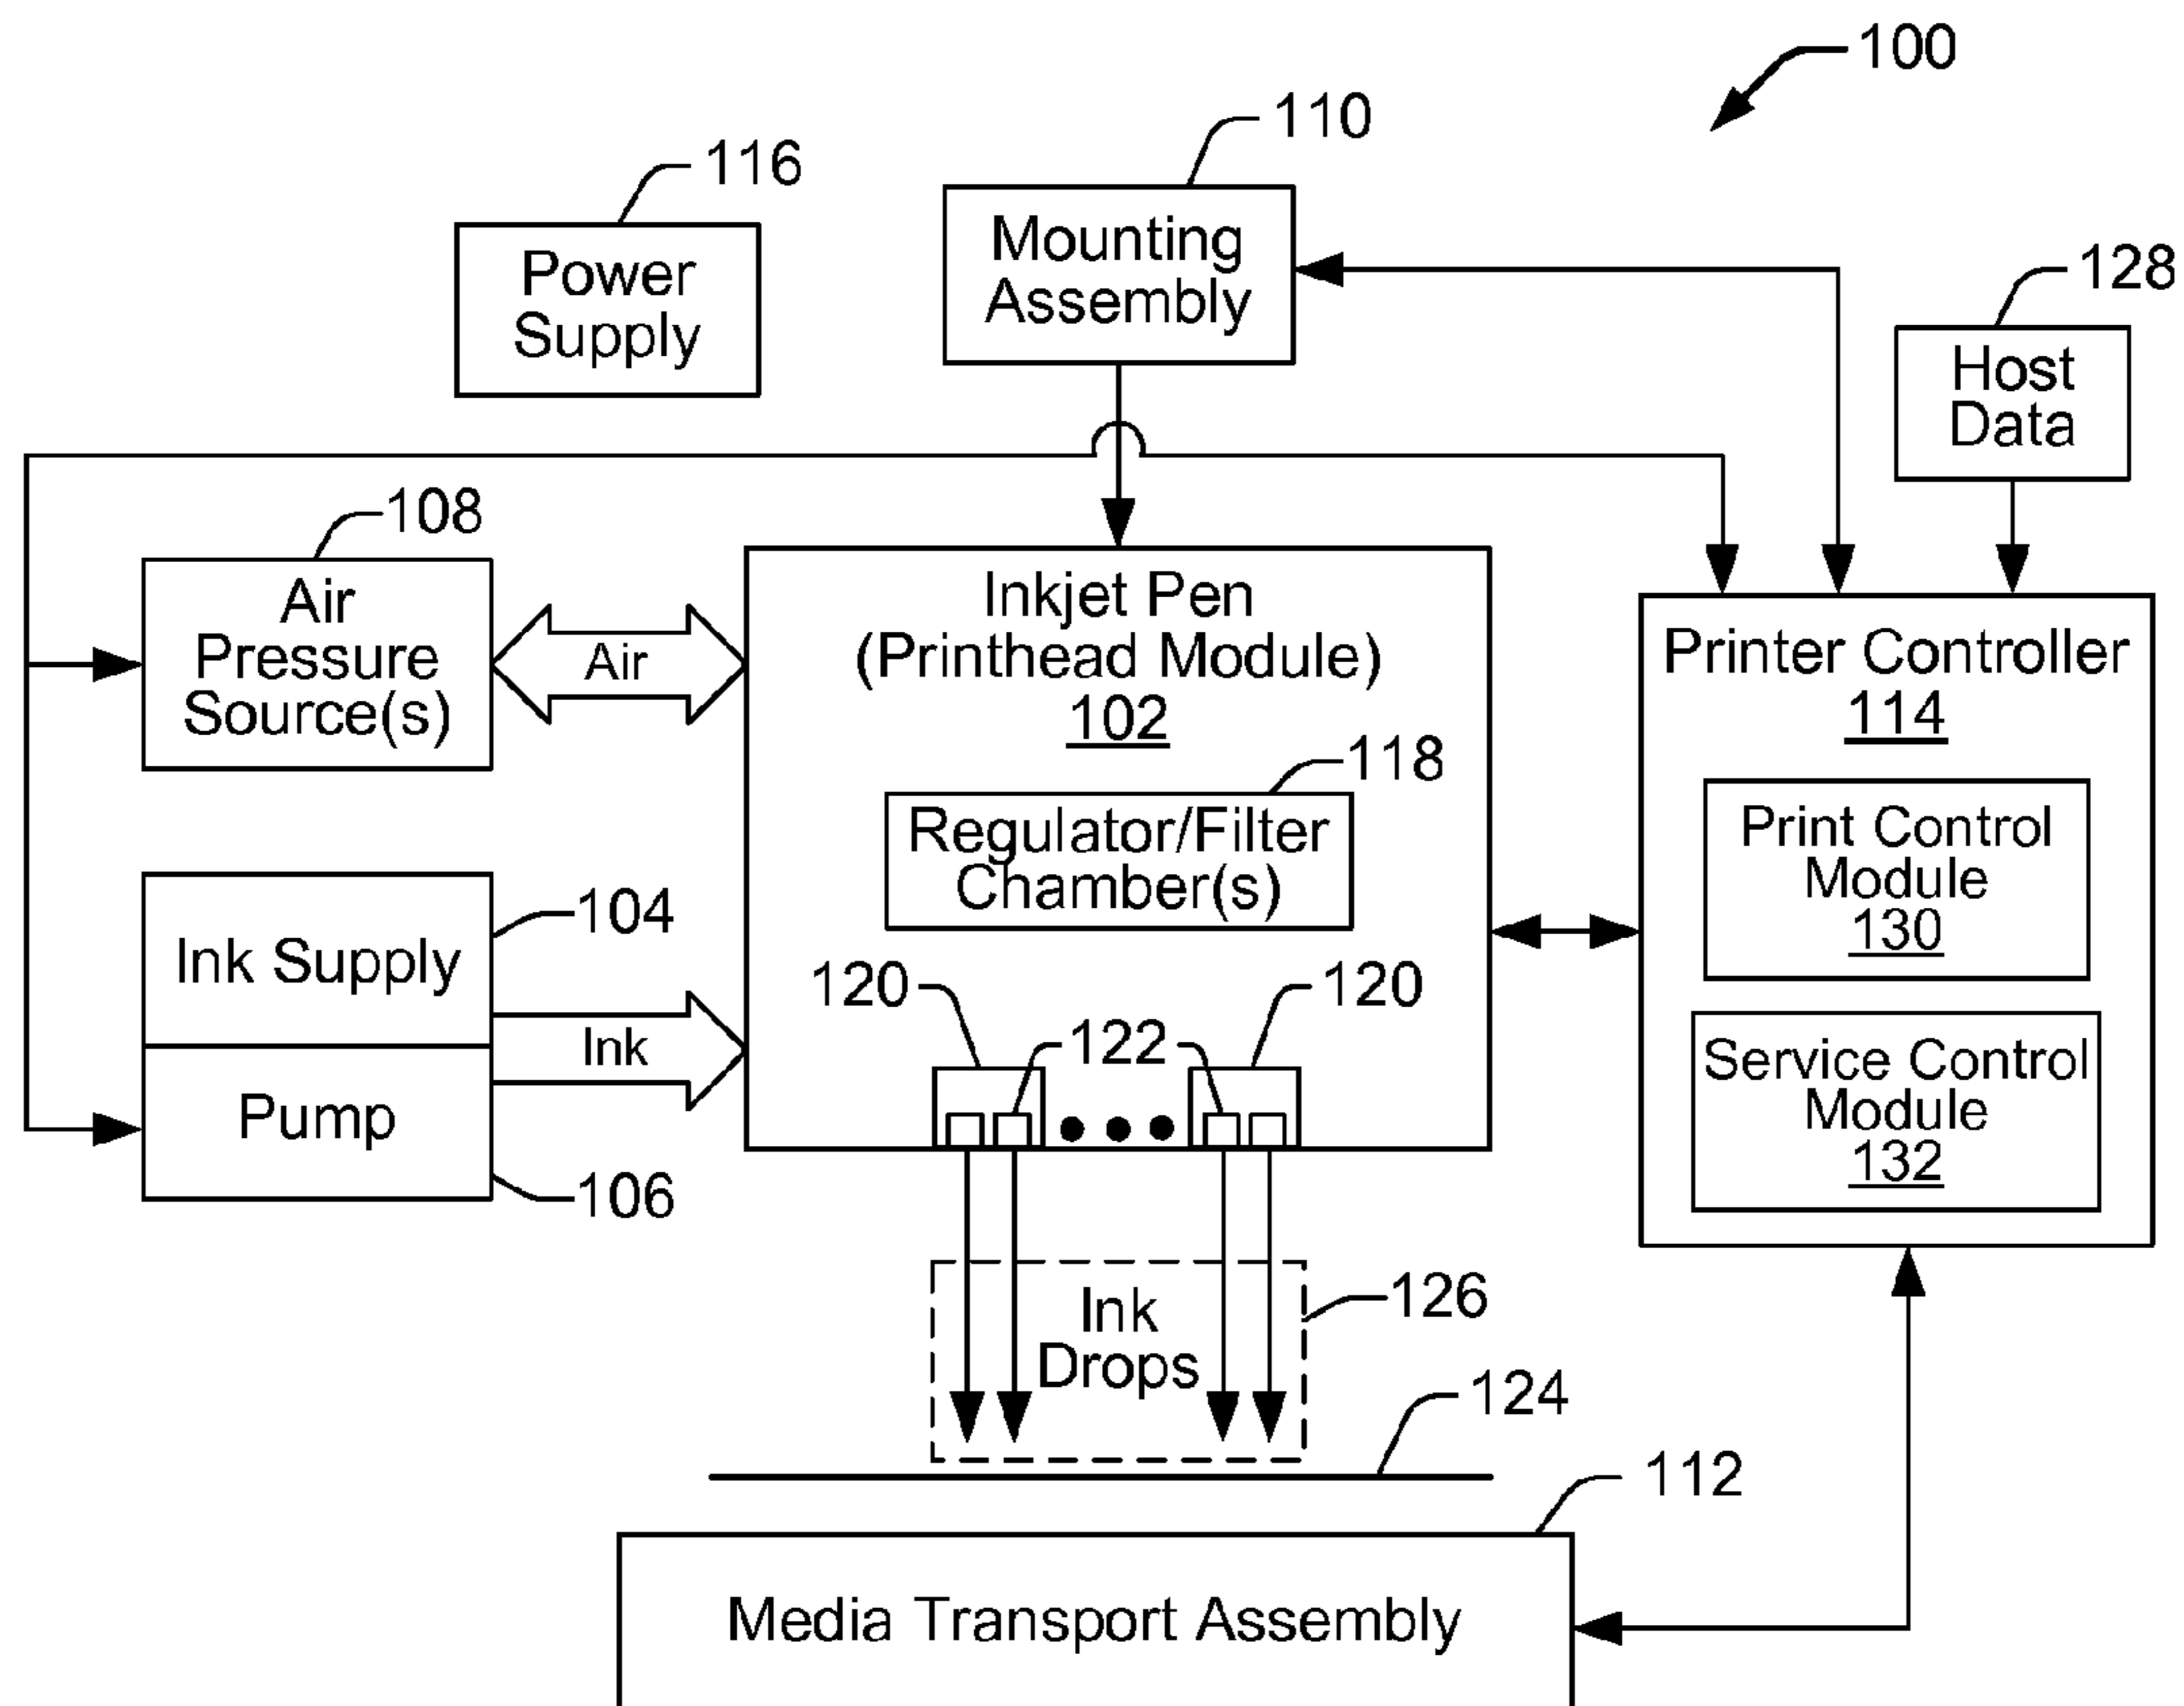 100
110
116
Mounting
Assembly
Power
Supply
128
Host
Data
108
Air
Pressure
Source(s)
Air
Inkjet Pen
(Printhead Module)
102
118
Regulator/Filter
Chamber(s)
Printer Controller
114
Print Control
Module
130
Service Control
Module
132
104
Ink Supply
Ink
Pump
106
120
120
122
Ink
Drops
126
124
112
Media Transport Assembly